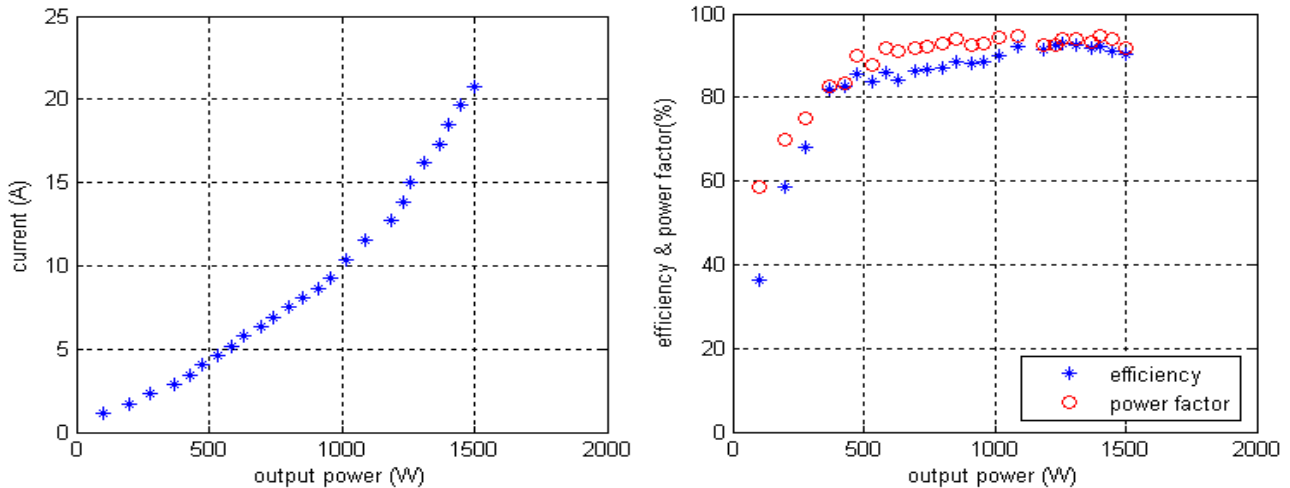 25
20
15
10
5
0
0 500 1000 1500 2000
current (A)
output power (W)
100
80
60
40
20
0
0 500 1000 1500 2000
efficiency & power factor(%)
output power (W)
efficiency
power factor